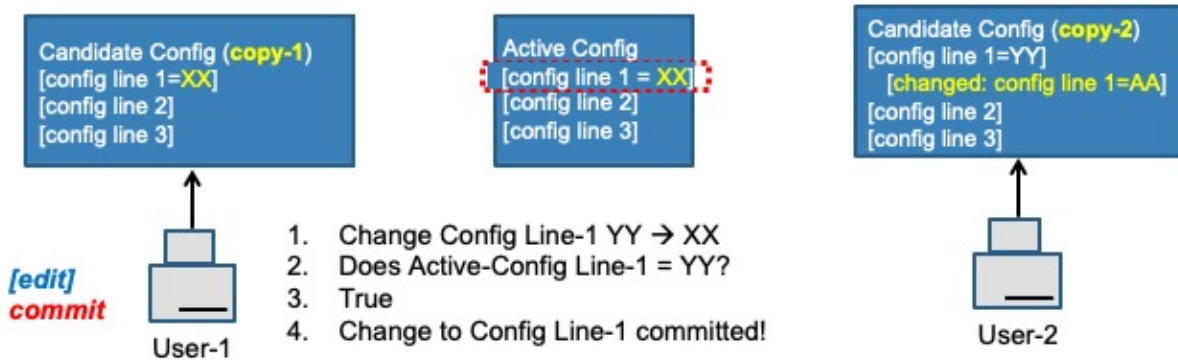 Candidate Config (copy-1)
[config line 1=XX]
[config line 2]
[config line 3]
Active Config
[config line 1 = XX]
[config line 2]
[config line 3]
Candidate Config (copy-2)
[config line 1=YY]
[changed: config line 1=AA]
[config line 2]
[config line 3]
[edit]
commit
User-1
1. Change Config Line-1 YY → XX
2. Does Active-Config Line-1 = YY?
3. True
4. Change to Config Line-1 committed!
User-2